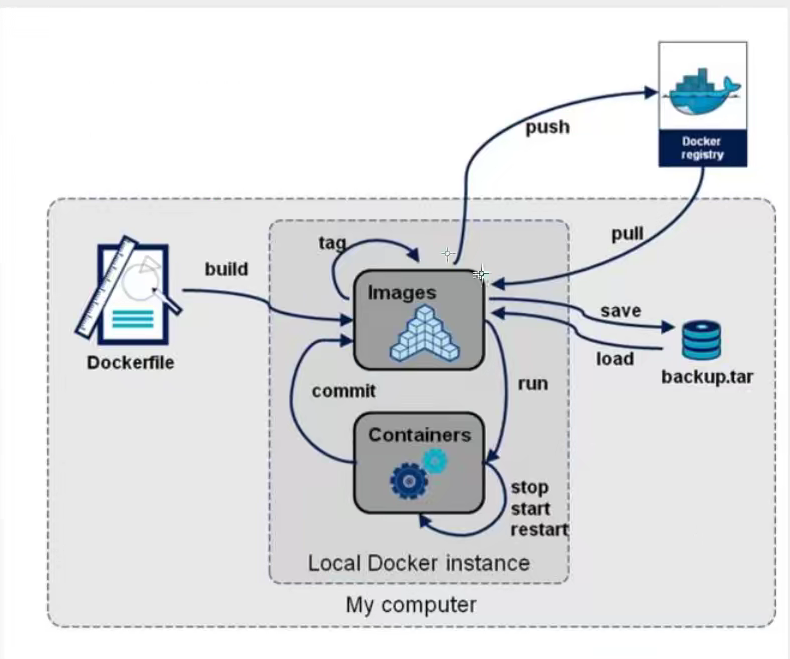 Docker
registry
push
pull
tag
build
Images
save
load
Dockerfile
backup.tar
commit
run
Containers
stop
start
restart
Local Docker instance
My computer